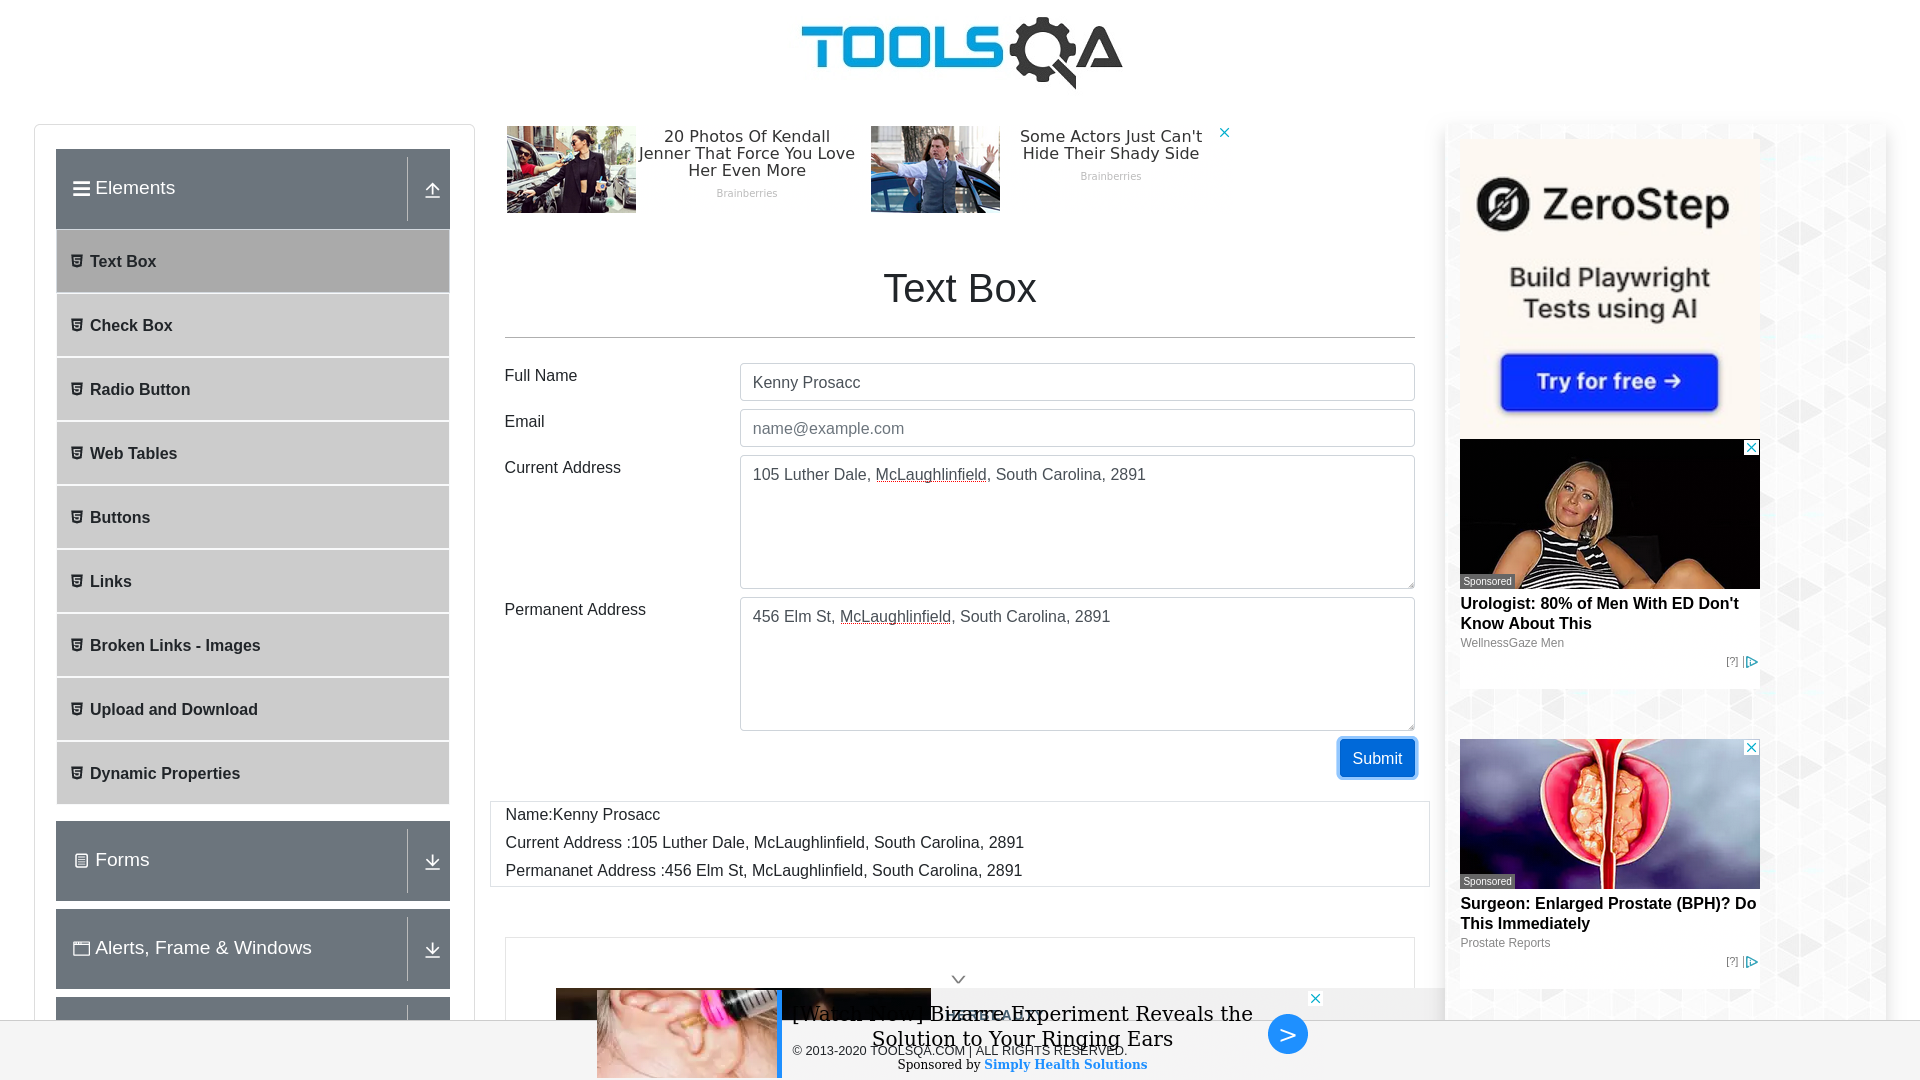 TOOLSQA
Elements
Text Box
Check Box
Radio Button
Web Tables
Buttons
Links
Broken Links - Images
Upload and Download
Dynamic Properties
Forms
Alerts, Frame & Windows
20 Photos Of Kendall
Jenner That Force You Love
Her Even More
Brainberries
Some Actors Just Can't
Hide Their Shady Side
Brainberries
Text Box
Full Name
Kenny Prosacc
Email
name@example.com
Current Address
105 Luther Dale, McLaughlinfield, South Carolina, 2891
Permanent Address
456 Elm St, McLaughlinfield, South Carolina, 2891
Submit
Name:Kenny Prosacc
Current Address :105 Luther Dale, McLaughlinfield, South Carolina, 2891
Permananet Address :456 Elm St, McLaughlinfield, South Carolina, 2891
ZeroStep
Build Playwright
Tests using AI
Try for free →
Sponsored
Urologist: 80% of Men With ED Don't
Know About This
WellnessGaze Men
[?]
Sponsored
Surgeon: Enlarged Prostate (BPH)? Do
This Immediately
Prostate Reports
[?]
[Watch Now] Bizarre Experiment Reveals the
Solution to Your Ringing Ears
© 2013-2020 TOOLSQA.COM | ALL RIGHTS RESERVED.
Sponsored by Simply Health Solutions